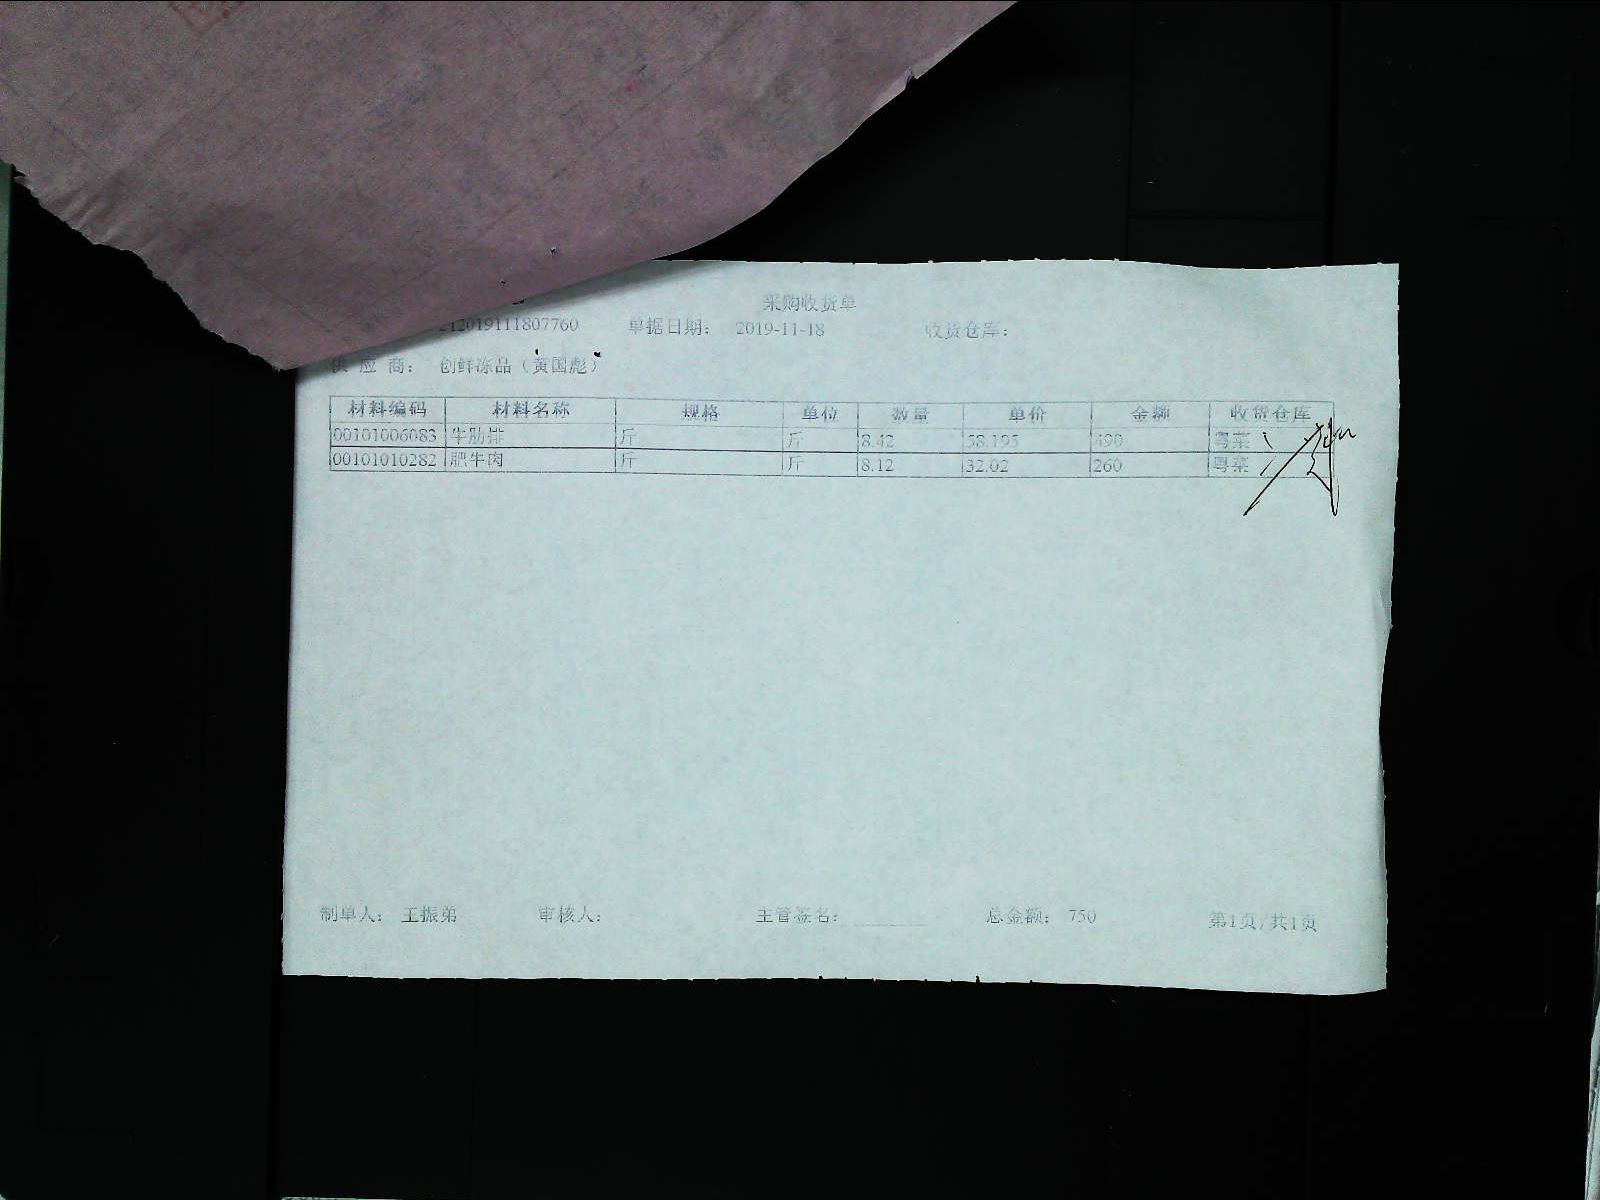 采购收货单
212019111807760 单据日期： 2019-11-18 收货仓库：
供 应 商： 创鲜冻品（黄国彪）
材料编码 材料名称 规格 单位 数量 单价 金额 收货仓库
00101006083 牛肋排 斤 斤 8.42 58.195 490 粤菜
00101010282 肥牛肉 斤 斤 8.12 32.02 260 粤菜
制单人： 王振弟 审核人： 主管签名： 总金额： 750 第1页/共1页